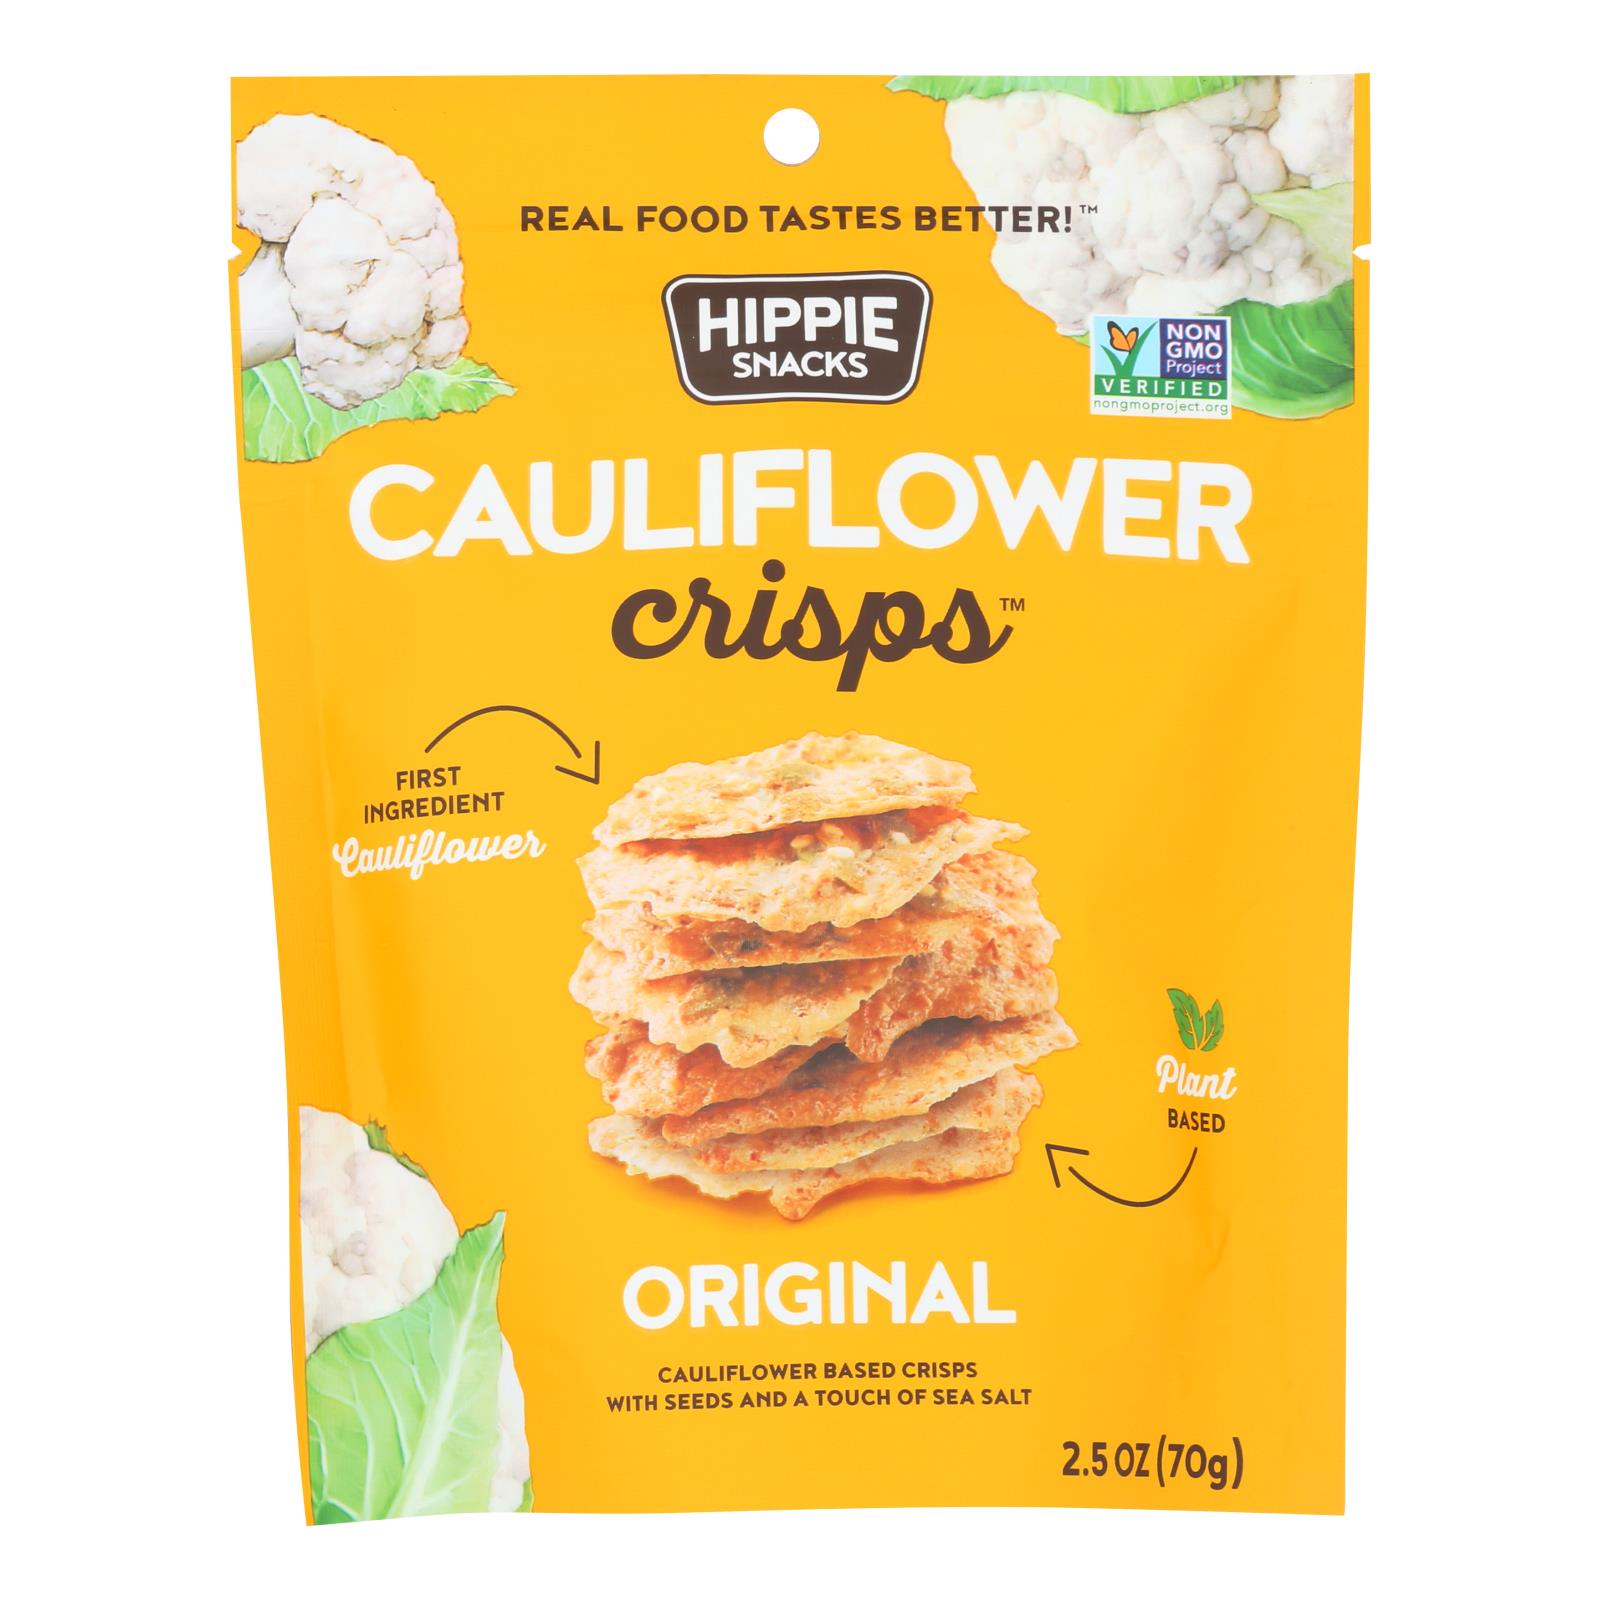 REAL FOOD TASTES BETTER!™
HIPPIE
SNACKS
NON
GMO
Project
VERIFIED
nongmoproject.org
CAULIFLOWER
crisps™
FIRST
INGREDIENT
Cauliflower
Plant
BASED
ORIGINAL
CAULIFLOWER BASED CRISPS
WITH SEEDS AND A TOUCH OF SEA SALT
2.5 OZ (70g)